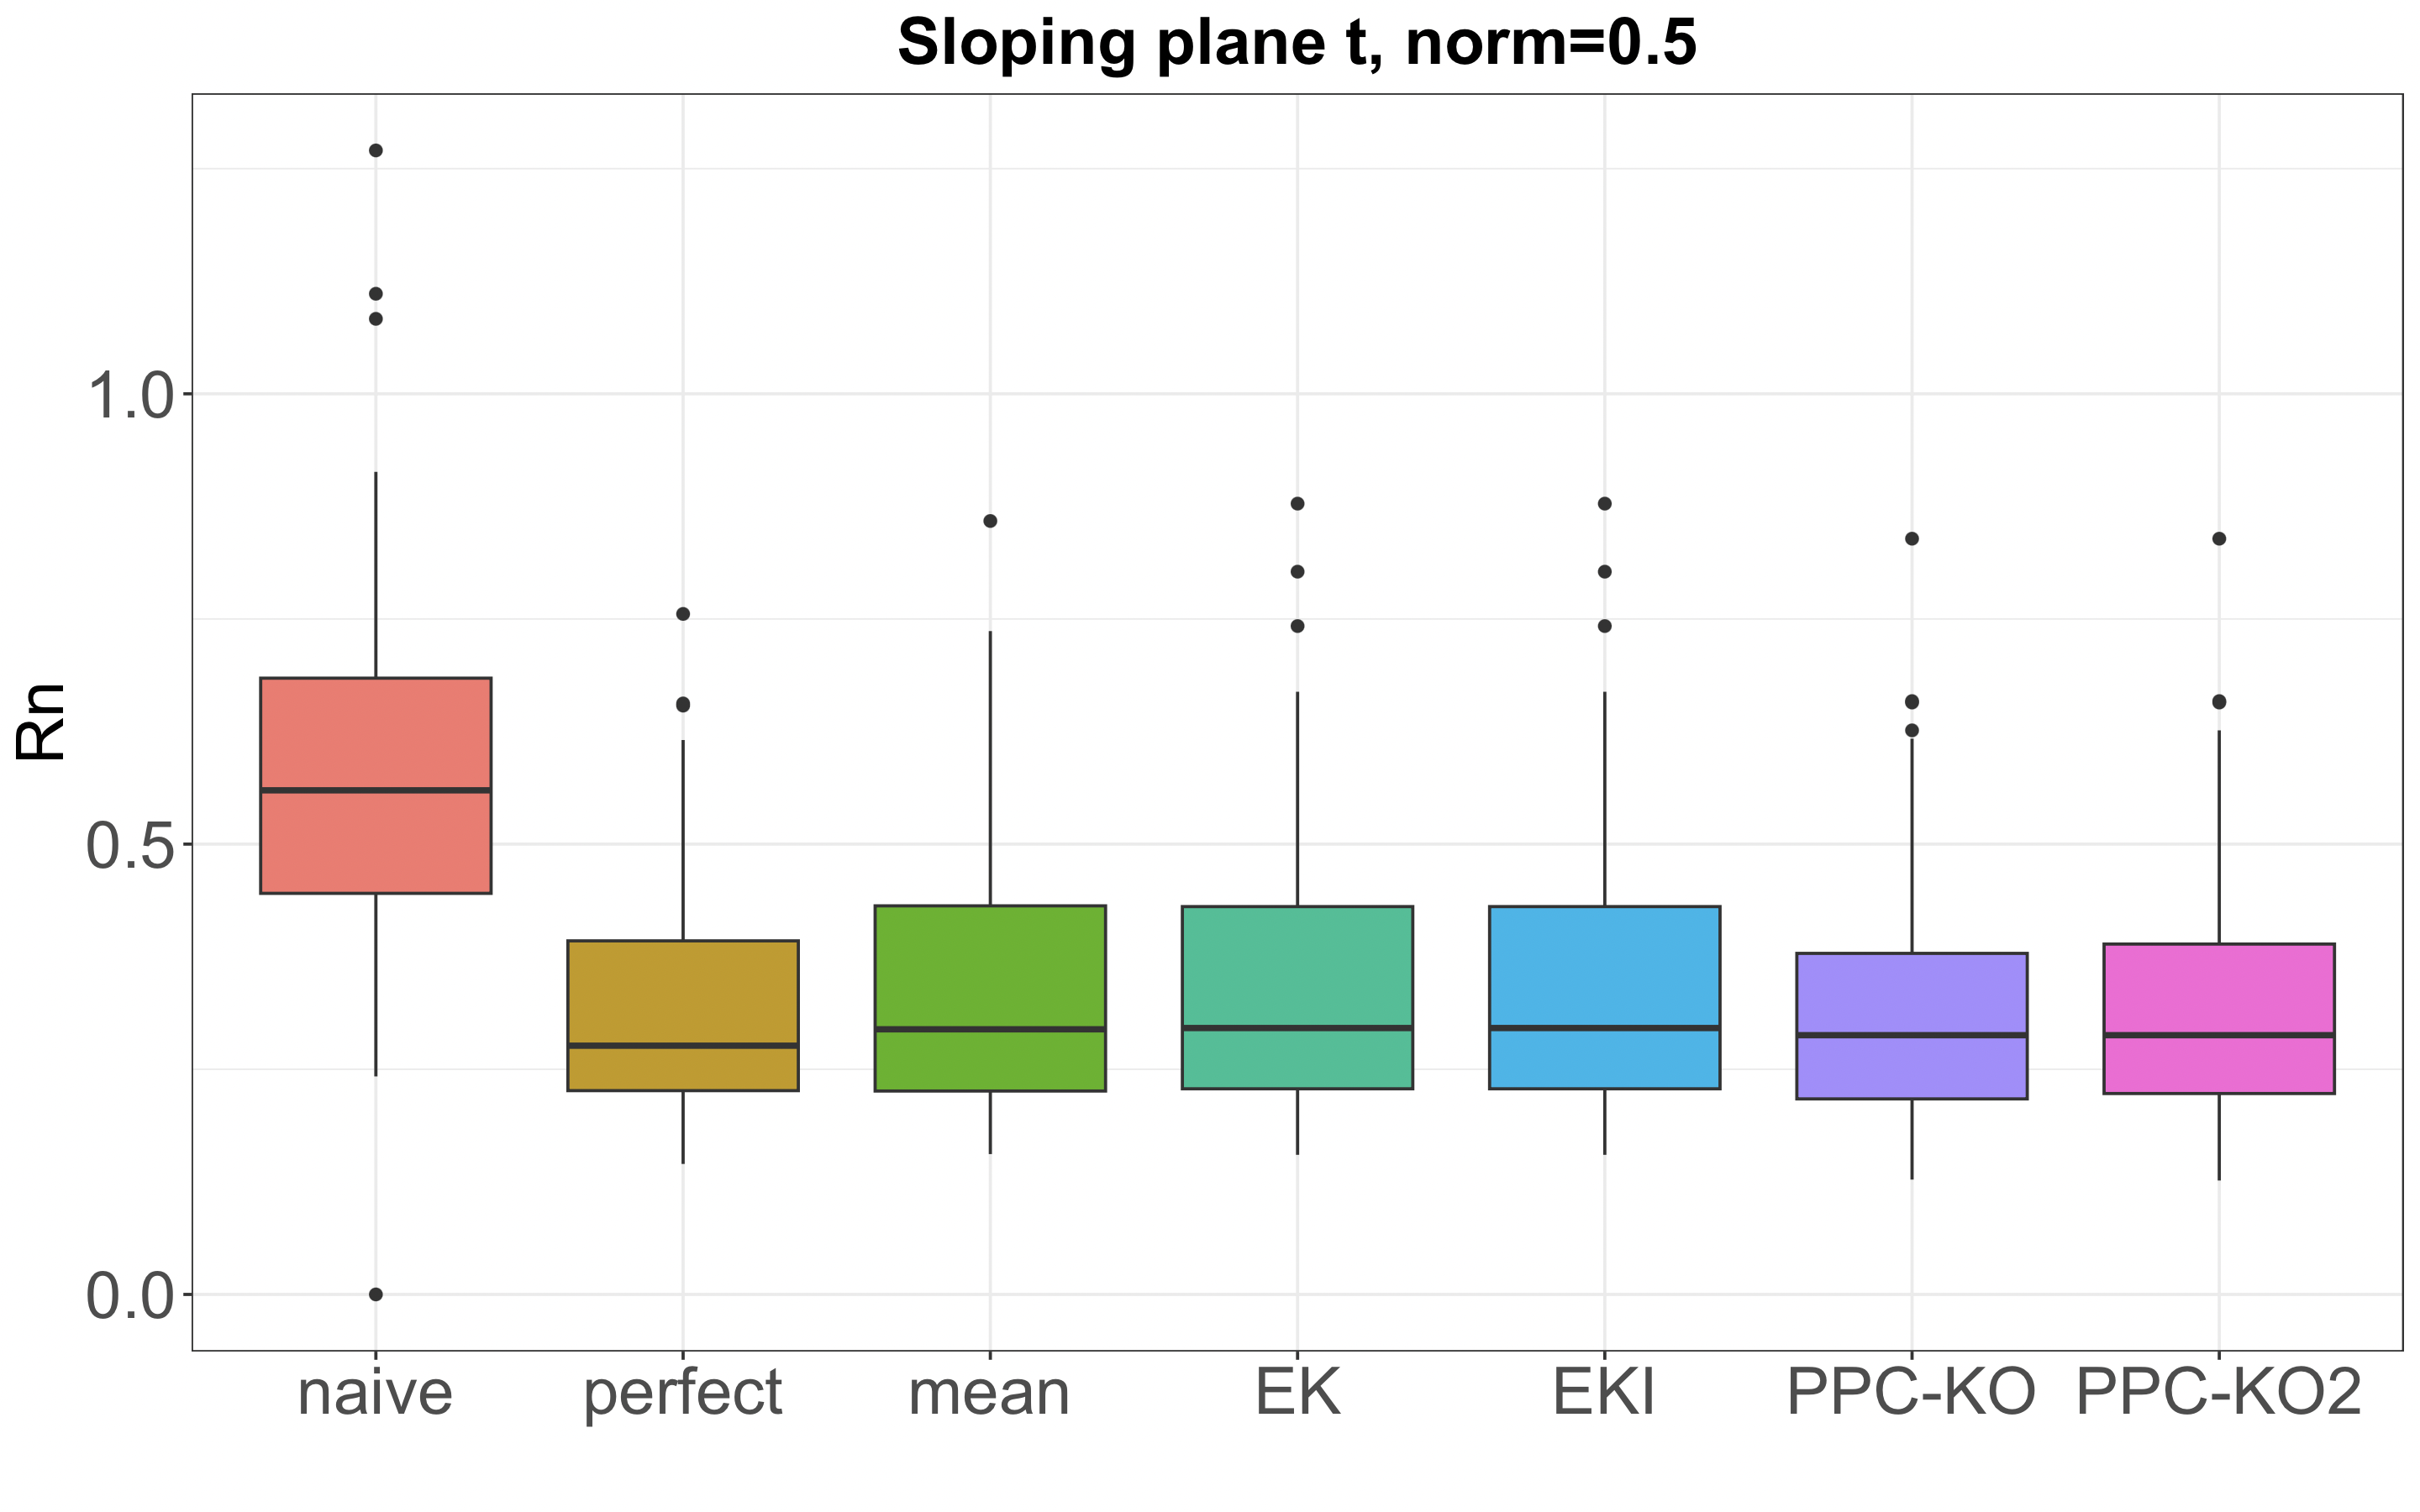 Sloping plane t, norm=0.5
Rn
1.0
0.5
0.0
naive perfect mean EK EKI PPC-KO PPC-KO2